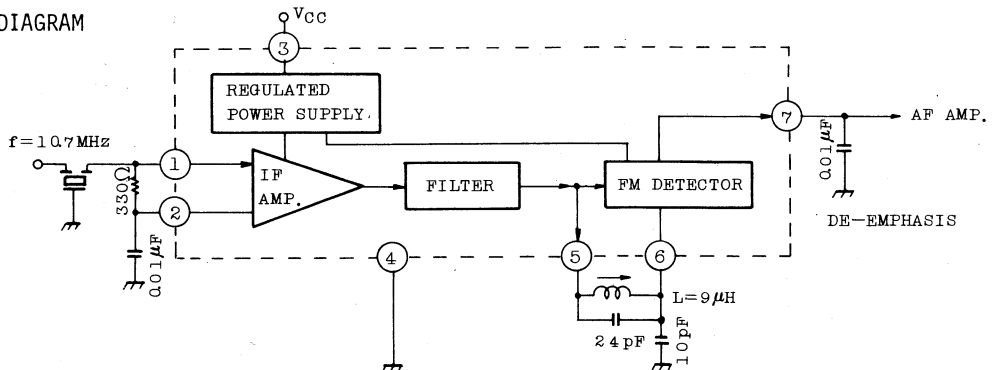 DIAGRAM
VCC
3
REGULATED
POWER SUPPLY
7
AF AMP.
0.01μF
f=10.7MHz
1
330Ω
IF
AMP.
FILTER
FM DETECTOR
2
DE-EMPHASIS
0.01μF
4
5
6
L=9μH
24pF
10pF